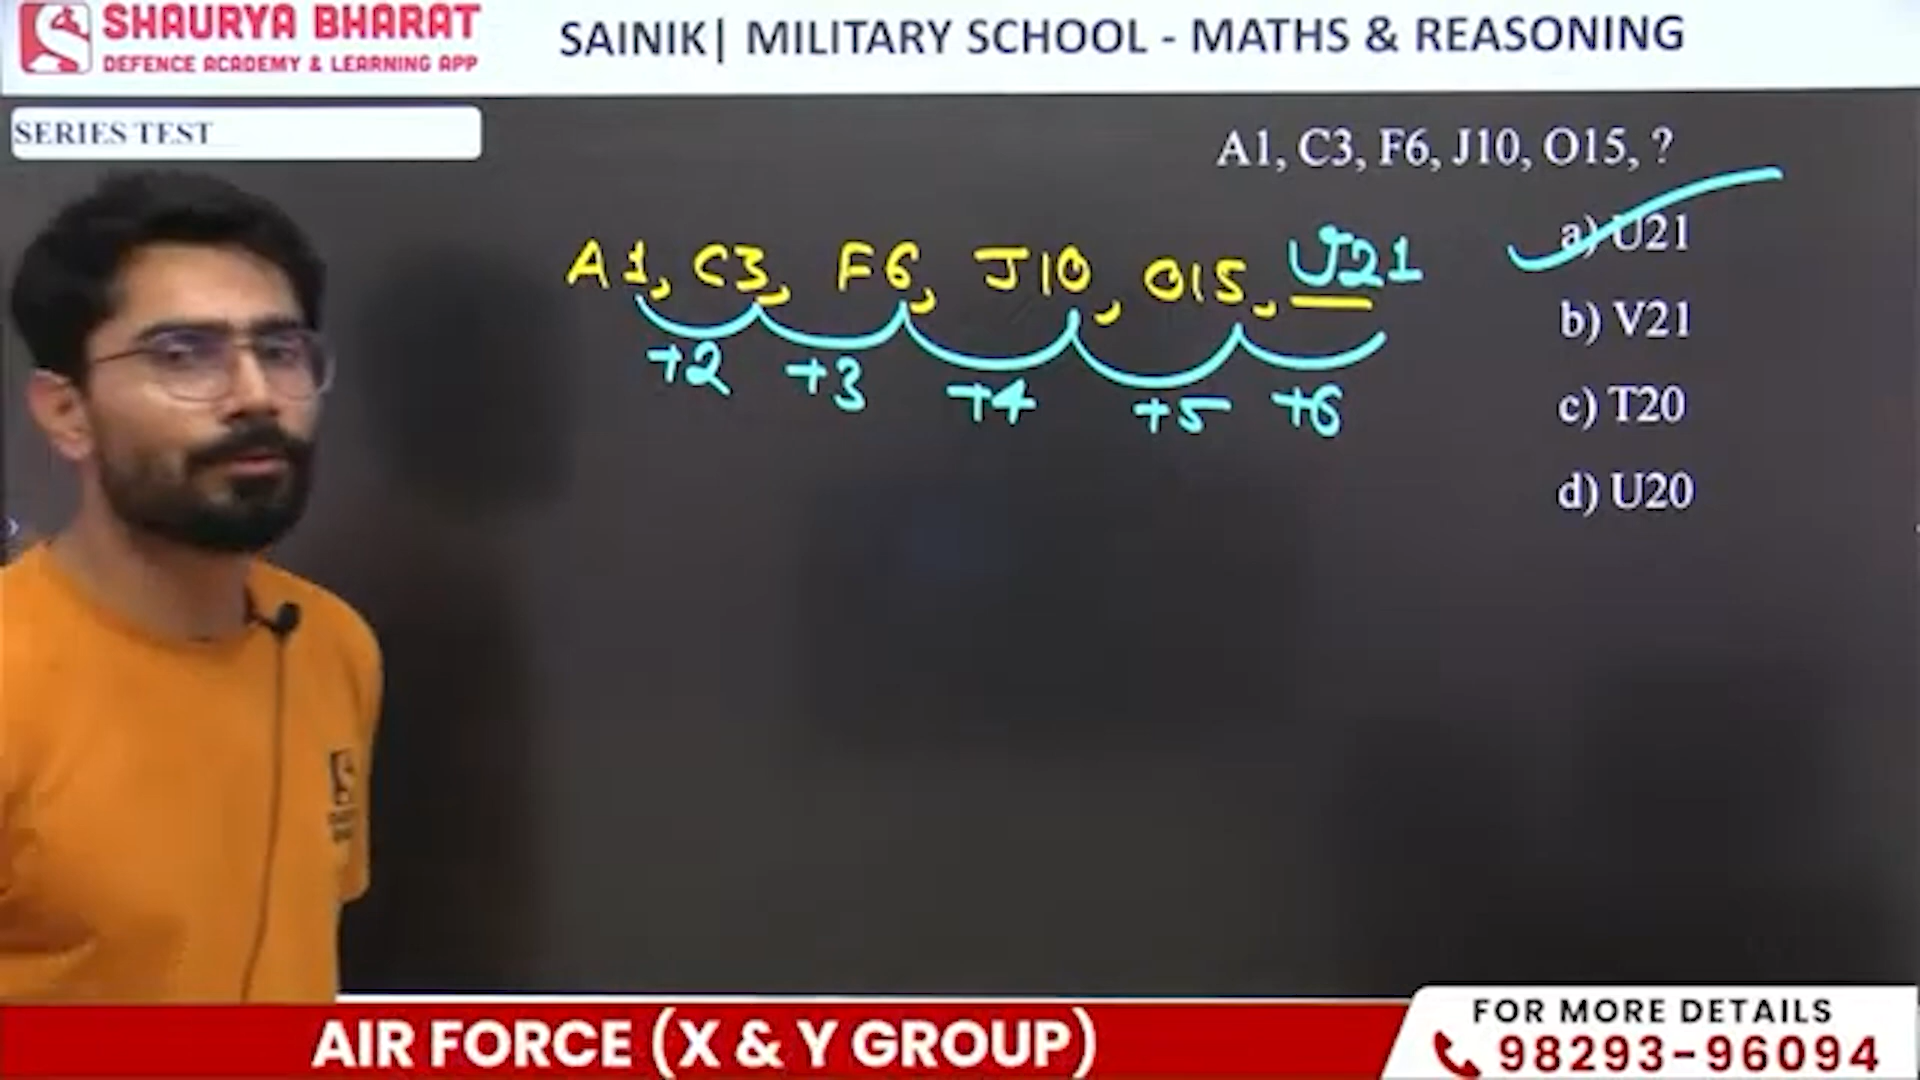 SHAURYA BHARAT
DEFENCE ACADEMY & LEARNING APP
SAINIK| MILITARY SCHOOL - MATHS & REASONING
SERIES TEST
A1, C3, F6, J10, O15, ?
a) U21
b) V21
c) T20
d) U20
A1, C3, F6, J10, O15, U21
+2 +3 +4 +5 +6
AIR FORCE (X & Y GROUP)
FOR MORE DETAILS
98293-96094